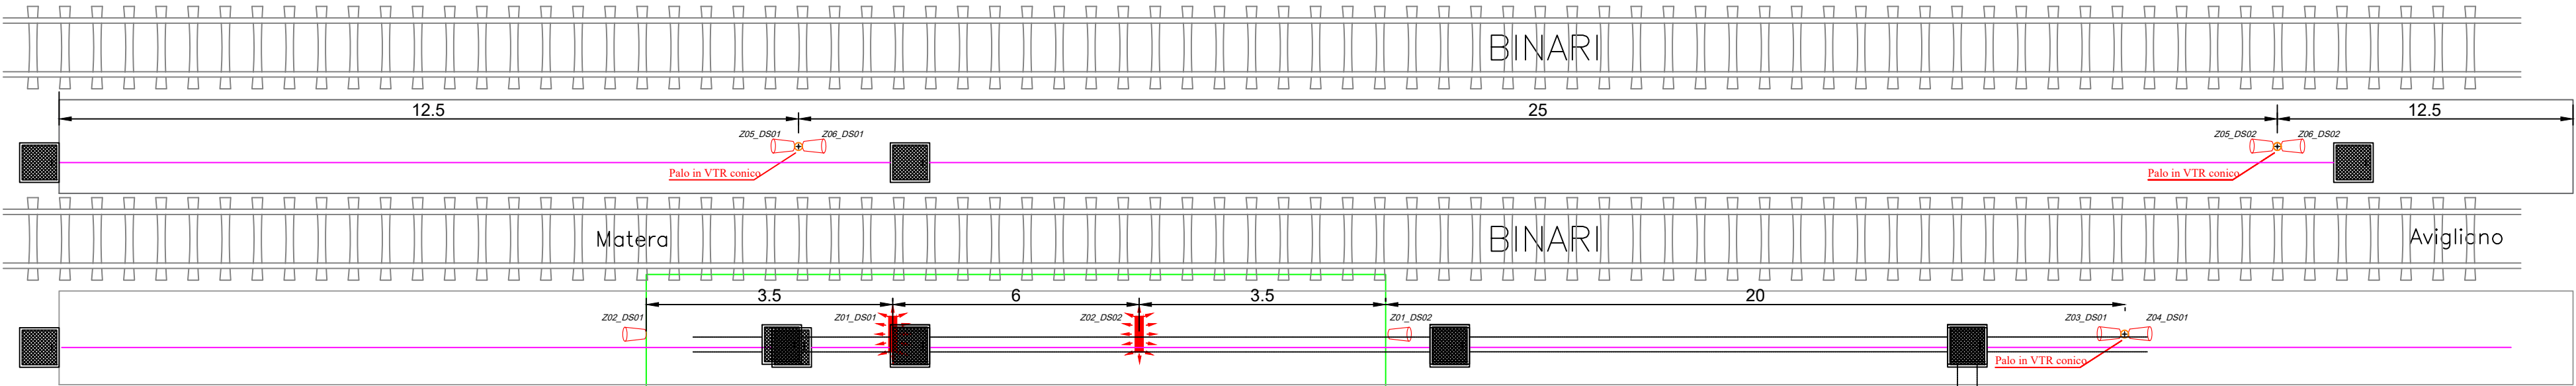 BINARI
12.5 25 12.5
Z05_DS01 Z06_DS01 Z05_DS02 Z06_DS02
Palo in VTR conico Palo in VTR conico
Matera BINARI Avigliano
3.5 6 3.5 20
Z02_DS01 Z01_DS01 Z02_DS02 Z01_DS02 Z03_DS01 Z04_DS01
Palo in VTR conico